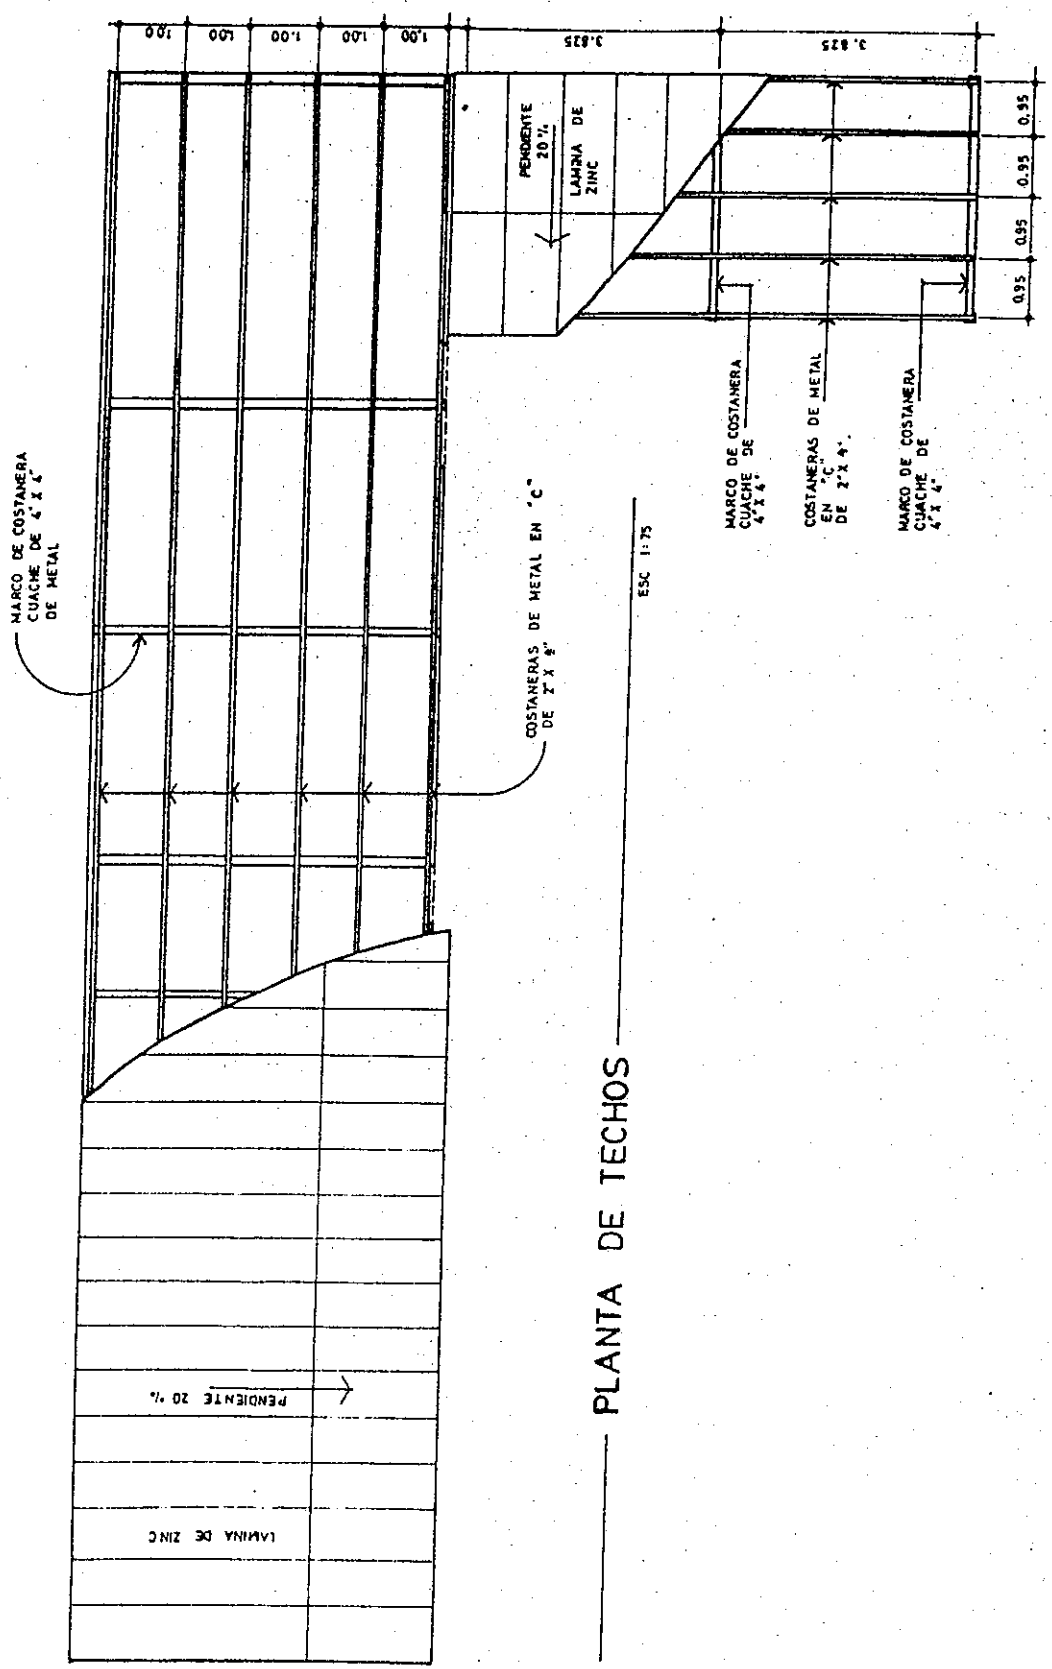 1.00
1.00
1.00
1.00
1.00
3.825
3.825
0.95
0.95
0.95
0.95
PENDIENTE
20 %
LAMINA DE
ZINC
MARCO DE COSTANERA
CUACHE DE 4" X 4"
DE METAL
COSTANERAS DE METAL EN "C"
DE 2" X 4"
MARCO DE COSTANERA
CUACHE DE
4" X 4"
COSTANERAS DE METAL
EN "C"
DE 2" X 4".
MARCO DE COSTANERA
CUACHE DE
4" X 4"
PENDIENTE 20 %
LAMINA DE ZINC
PLANTA DE TECHOS
ESC 1:75